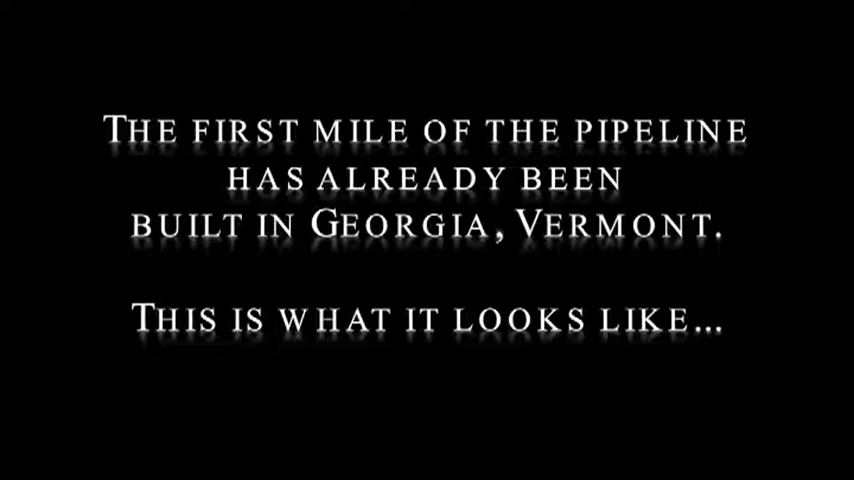 The first mile of the pipeline
has already been
built in Georgia, Vermont.
This is what it looks like...